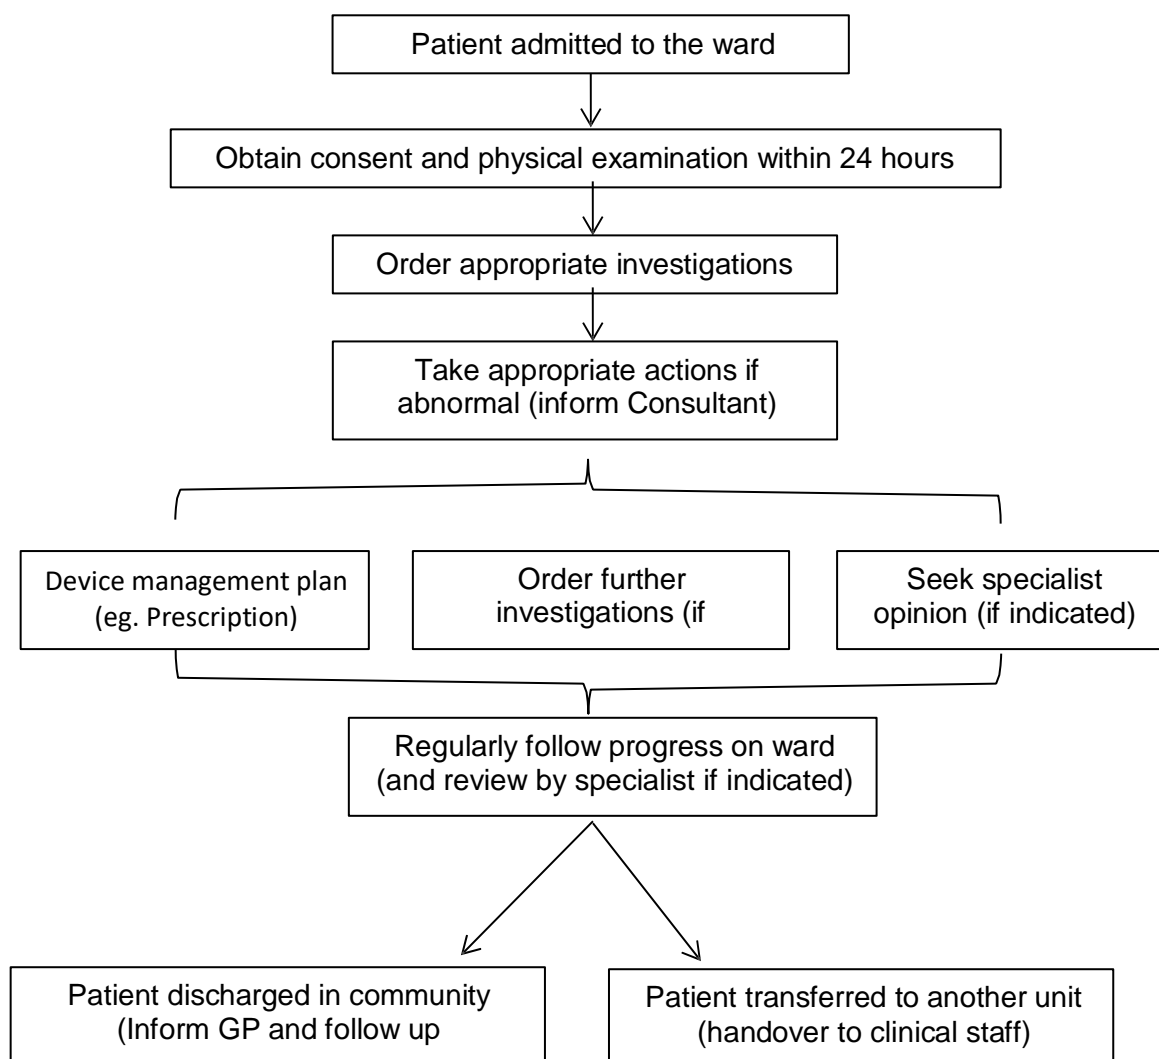 Patient admitted to the ward
Obtain consent and physical examination within 24 hours
Order appropriate investigations
Take appropriate actions if
abnormal (inform Consultant)
Device management plan
(eg. Prescription)
Order further
investigations (if
Seek specialist
opinion (if indicated)
Regularly follow progress on ward
(and review by specialist if indicated)
Patient discharged in community
(Inform GP and follow up
Patient transferred to another unit
(handover to clinical staff)